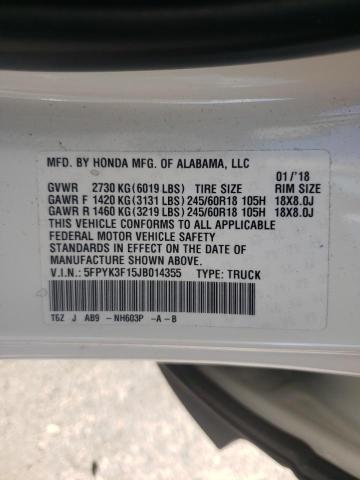 MFD. BY HONDA MFG. OF ALABAMA, LLC
01/'18
GVWR 2730 KG(6019 LBS) TIRE SIZE RIM SIZE
GAWR F 1420 KG(3131 LBS) 245/60R18 105H 18X8.0J
GAWR R 1460 KG(3219 LBS) 245/60R18 105H 18X8.0J
THIS VEHICLE CONFORMS TO ALL APPLICABLE
FEDERAL MOTOR VEHICLE SAFETY
STANDARDS IN EFFECT ON THE DATE OF
MANUFACTURE SHOWN ABOVE.
V.I.N.: 5FPYK3F15JB014355 TYPE: TRUCK
T6Z J AB9 -NH603P -A-B